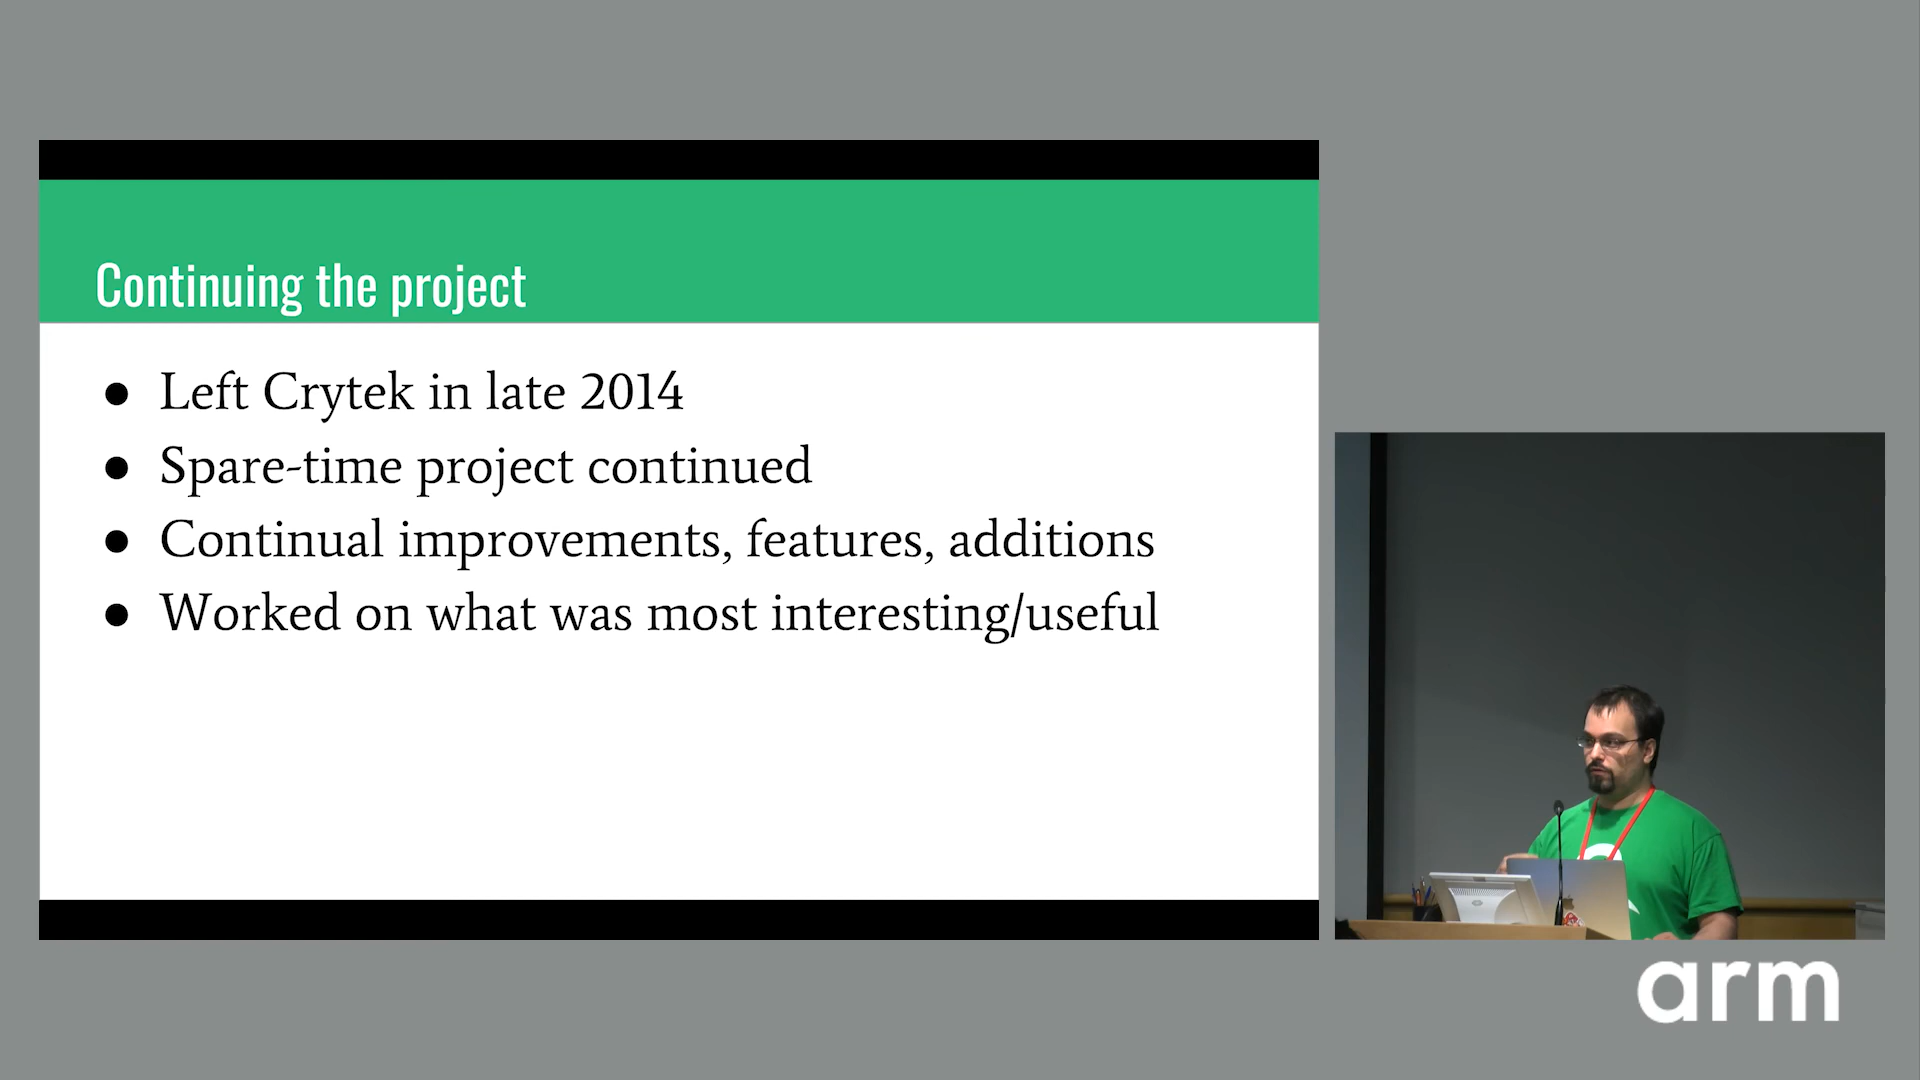 Continuing the project
● Left Crytek in late 2014
● Spare-time project continued
● Continual improvements, features, additions
● Worked on what was most interesting/useful
arm